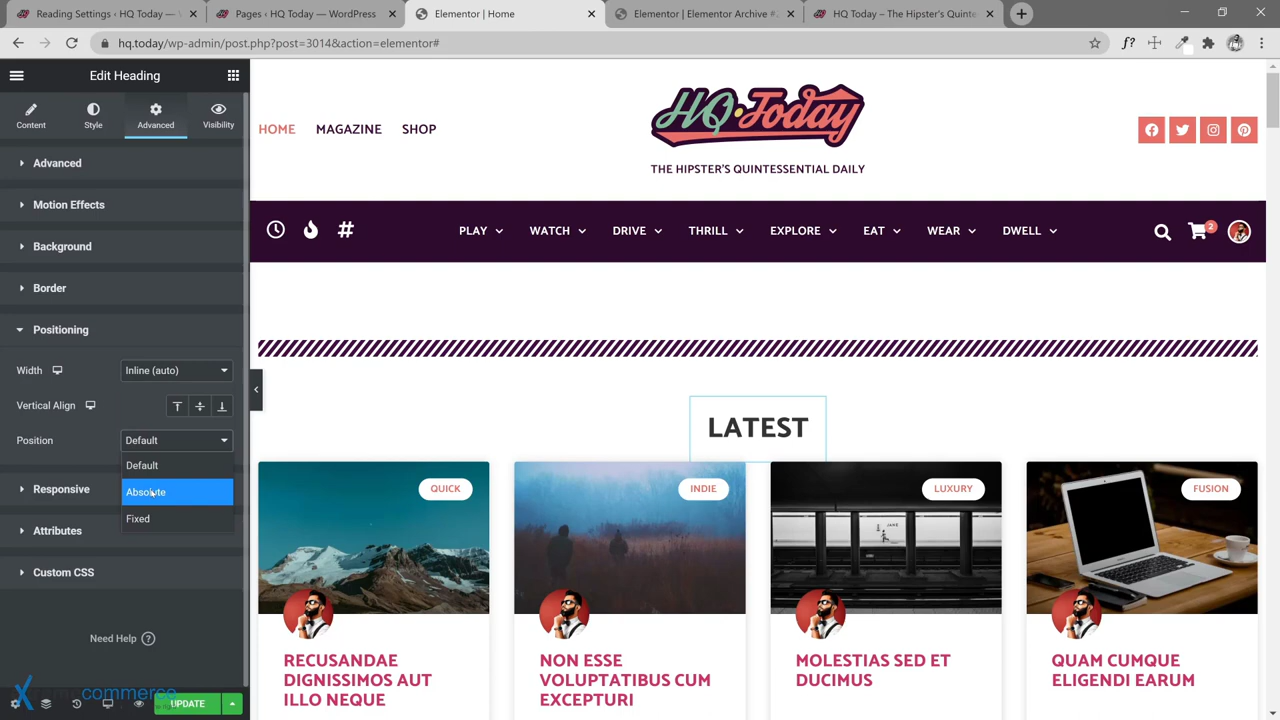 Reading Settings ‹ HQ Today — W
Pages ‹ HQ Today — WordPress
Elementor | Home
Elementor | Elementor Archive #
HQ Today – The Hipster's Quinte
hq.today/wp-admin/post.php?post=3014&action=elementor#
Edit Heading
Content
Style
Advanced
Visibility
Advanced
Motion Effects
Background
Border
Positioning
Width
Inline (auto)
Vertical Align
Position
Default
Default
Absolute
Fixed
Responsive
Attributes
Custom CSS
Need Help
commerce
UPDATE
HOME
MAGAZINE
SHOP
HQ Today
THE HIPSTER'S QUINTESSENTIAL DAILY
#
PLAY
WATCH
DRIVE
THRILL
EXPLORE
EAT
WEAR
DWELL
2
LATEST
QUICK
INDIE
LUXURY
FUSION
RECUSANDAE
DIGNISSIMOS AUT
ILLO NEQUE
NON ESSE
VOLUPTATIBUS CUM
EXCEPTURI
MOLESTIAS SED ET
DUCIMUS
QUAM CUMQUE
ELIGENDI EARUM